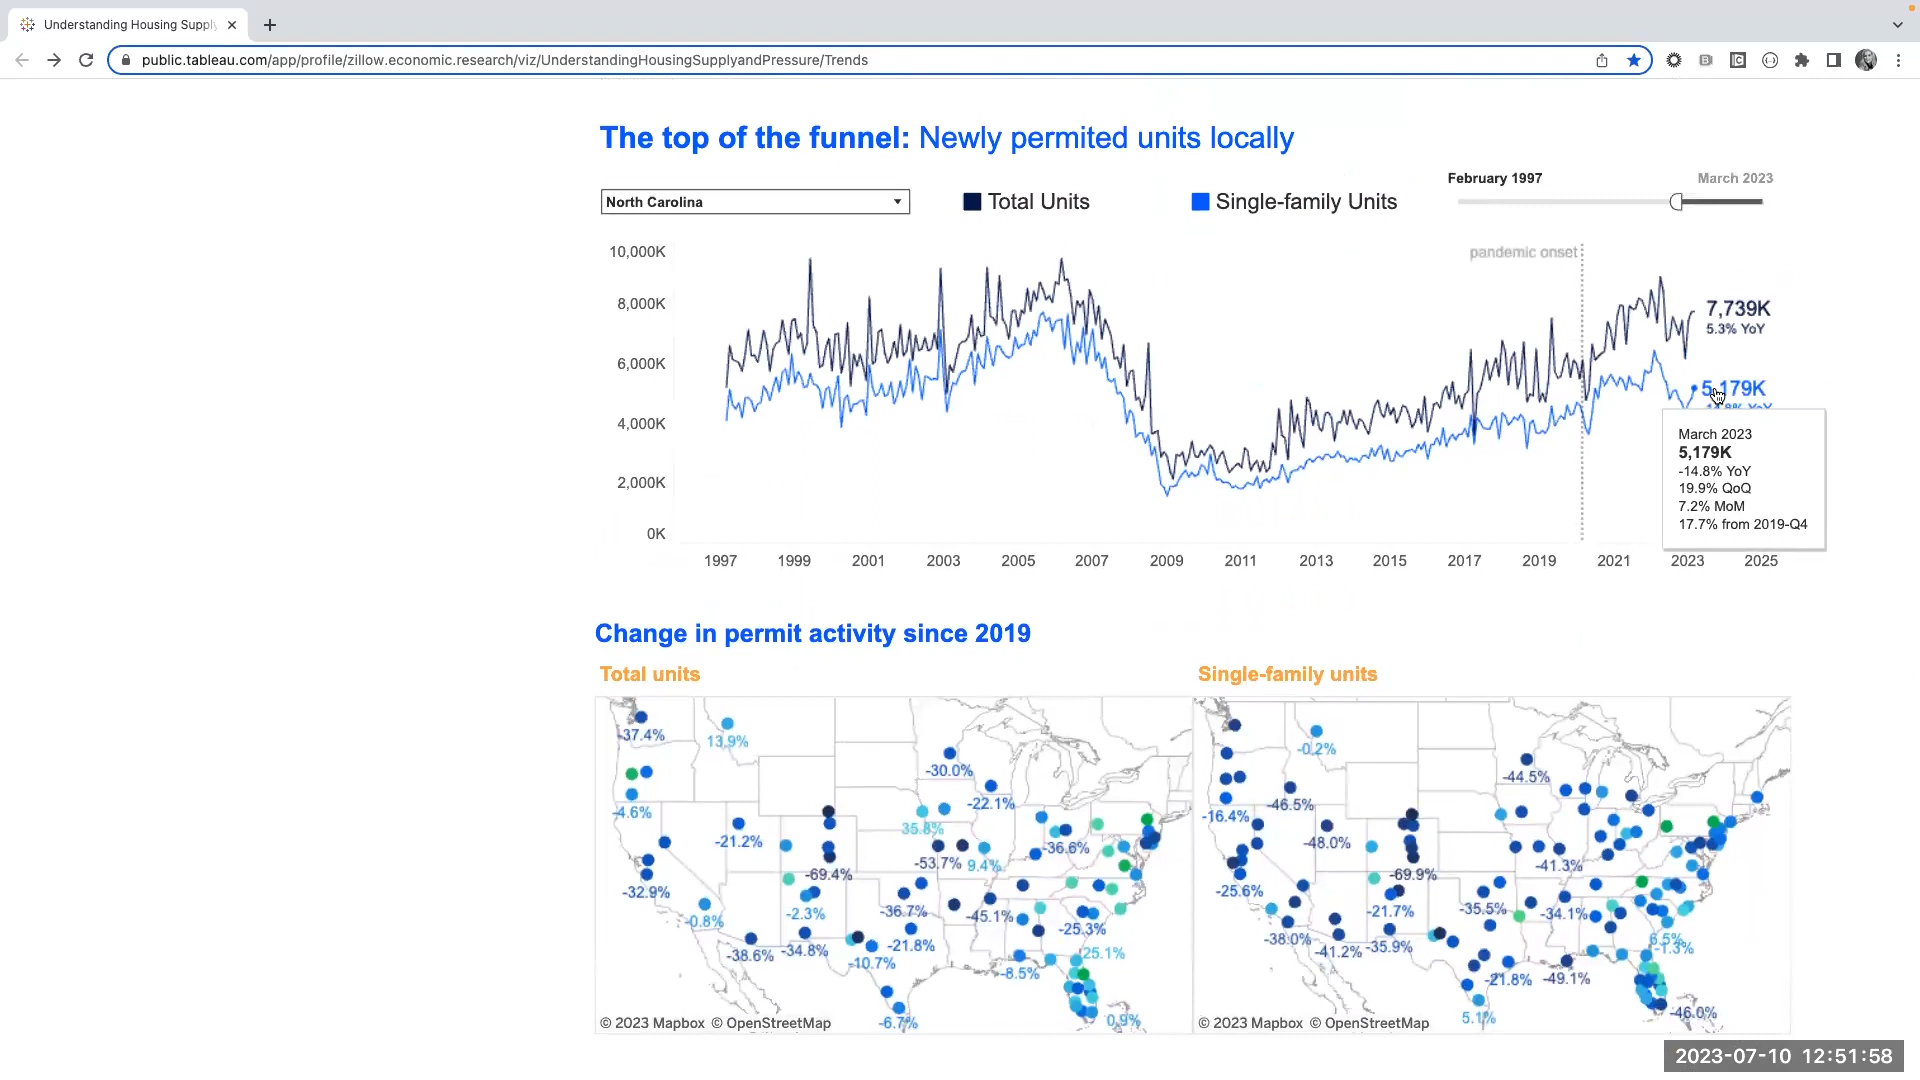 Understanding Housing Supply
public.tableau.com/app/profile/zillow.economic.research/viz/UnderstandingHousingSupplyandPressure/Trends
The top of the funnel: Newly permited units locally
February 1997
March 2023
North Carolina
Total Units
Single-family Units
10,000K
8,000K
6,000K
4,000K
2,000K
0K
pandemic onset
7,739K
5.3% YoY
5,179K
March 2023
5,179K
-14.8% YoY
19.9% QoQ
7.2% MoM
17.7% from 2019-Q4
1997 1999 2001 2003 2005 2007 2009 2011 2013 2015 2017 2019 2021 2023 2025
Change in permit activity since 2019
Total units
-37.4%
13.9%
-30.0%
-22.1%
-4.6%
35.8%
-21.2%
-36.6%
-53.7%
9.4%
-69.4%
-32.9%
-0.8%
-2.3%
-36.7%
-45.1%
-25.3%
-38.6%
-34.8%
-21.8%
-10.7%
-8.5%
25.1%
-6.7%
0.9%
© 2023 Mapbox © OpenStreetMap
Single-family units
-0.2%
-44.5%
-46.5%
-16.4%
-48.0%
-41.3%
-69.9%
-25.6%
-21.7%
-35.5%
-34.1%
-38.0%
-41.2%
-35.9%
6.5%
-1.3%
-21.8%
-49.1%
5.1%
-46.0%
© 2023 Mapbox © OpenStreetMap
2023-07-10 12:51:58